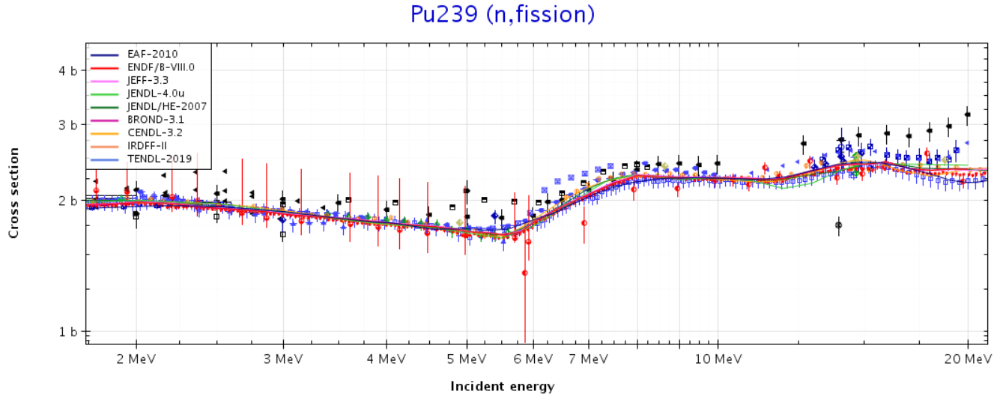 Pu239 (n,fission)
EAF-2010
ENDF/B-VIII.0
JEFF-3.3
JENDL-4.0u
JENDL/HE-2007
BROND-3.1
CENDL-3.2
IRDFF-II
TENDL-2019
4 b
3 b
2 b
1 b
Cross section
2 MeV 3 MeV 4 MeV 5 MeV 6 MeV 7 MeV 10 MeV 20 MeV
Incident energy